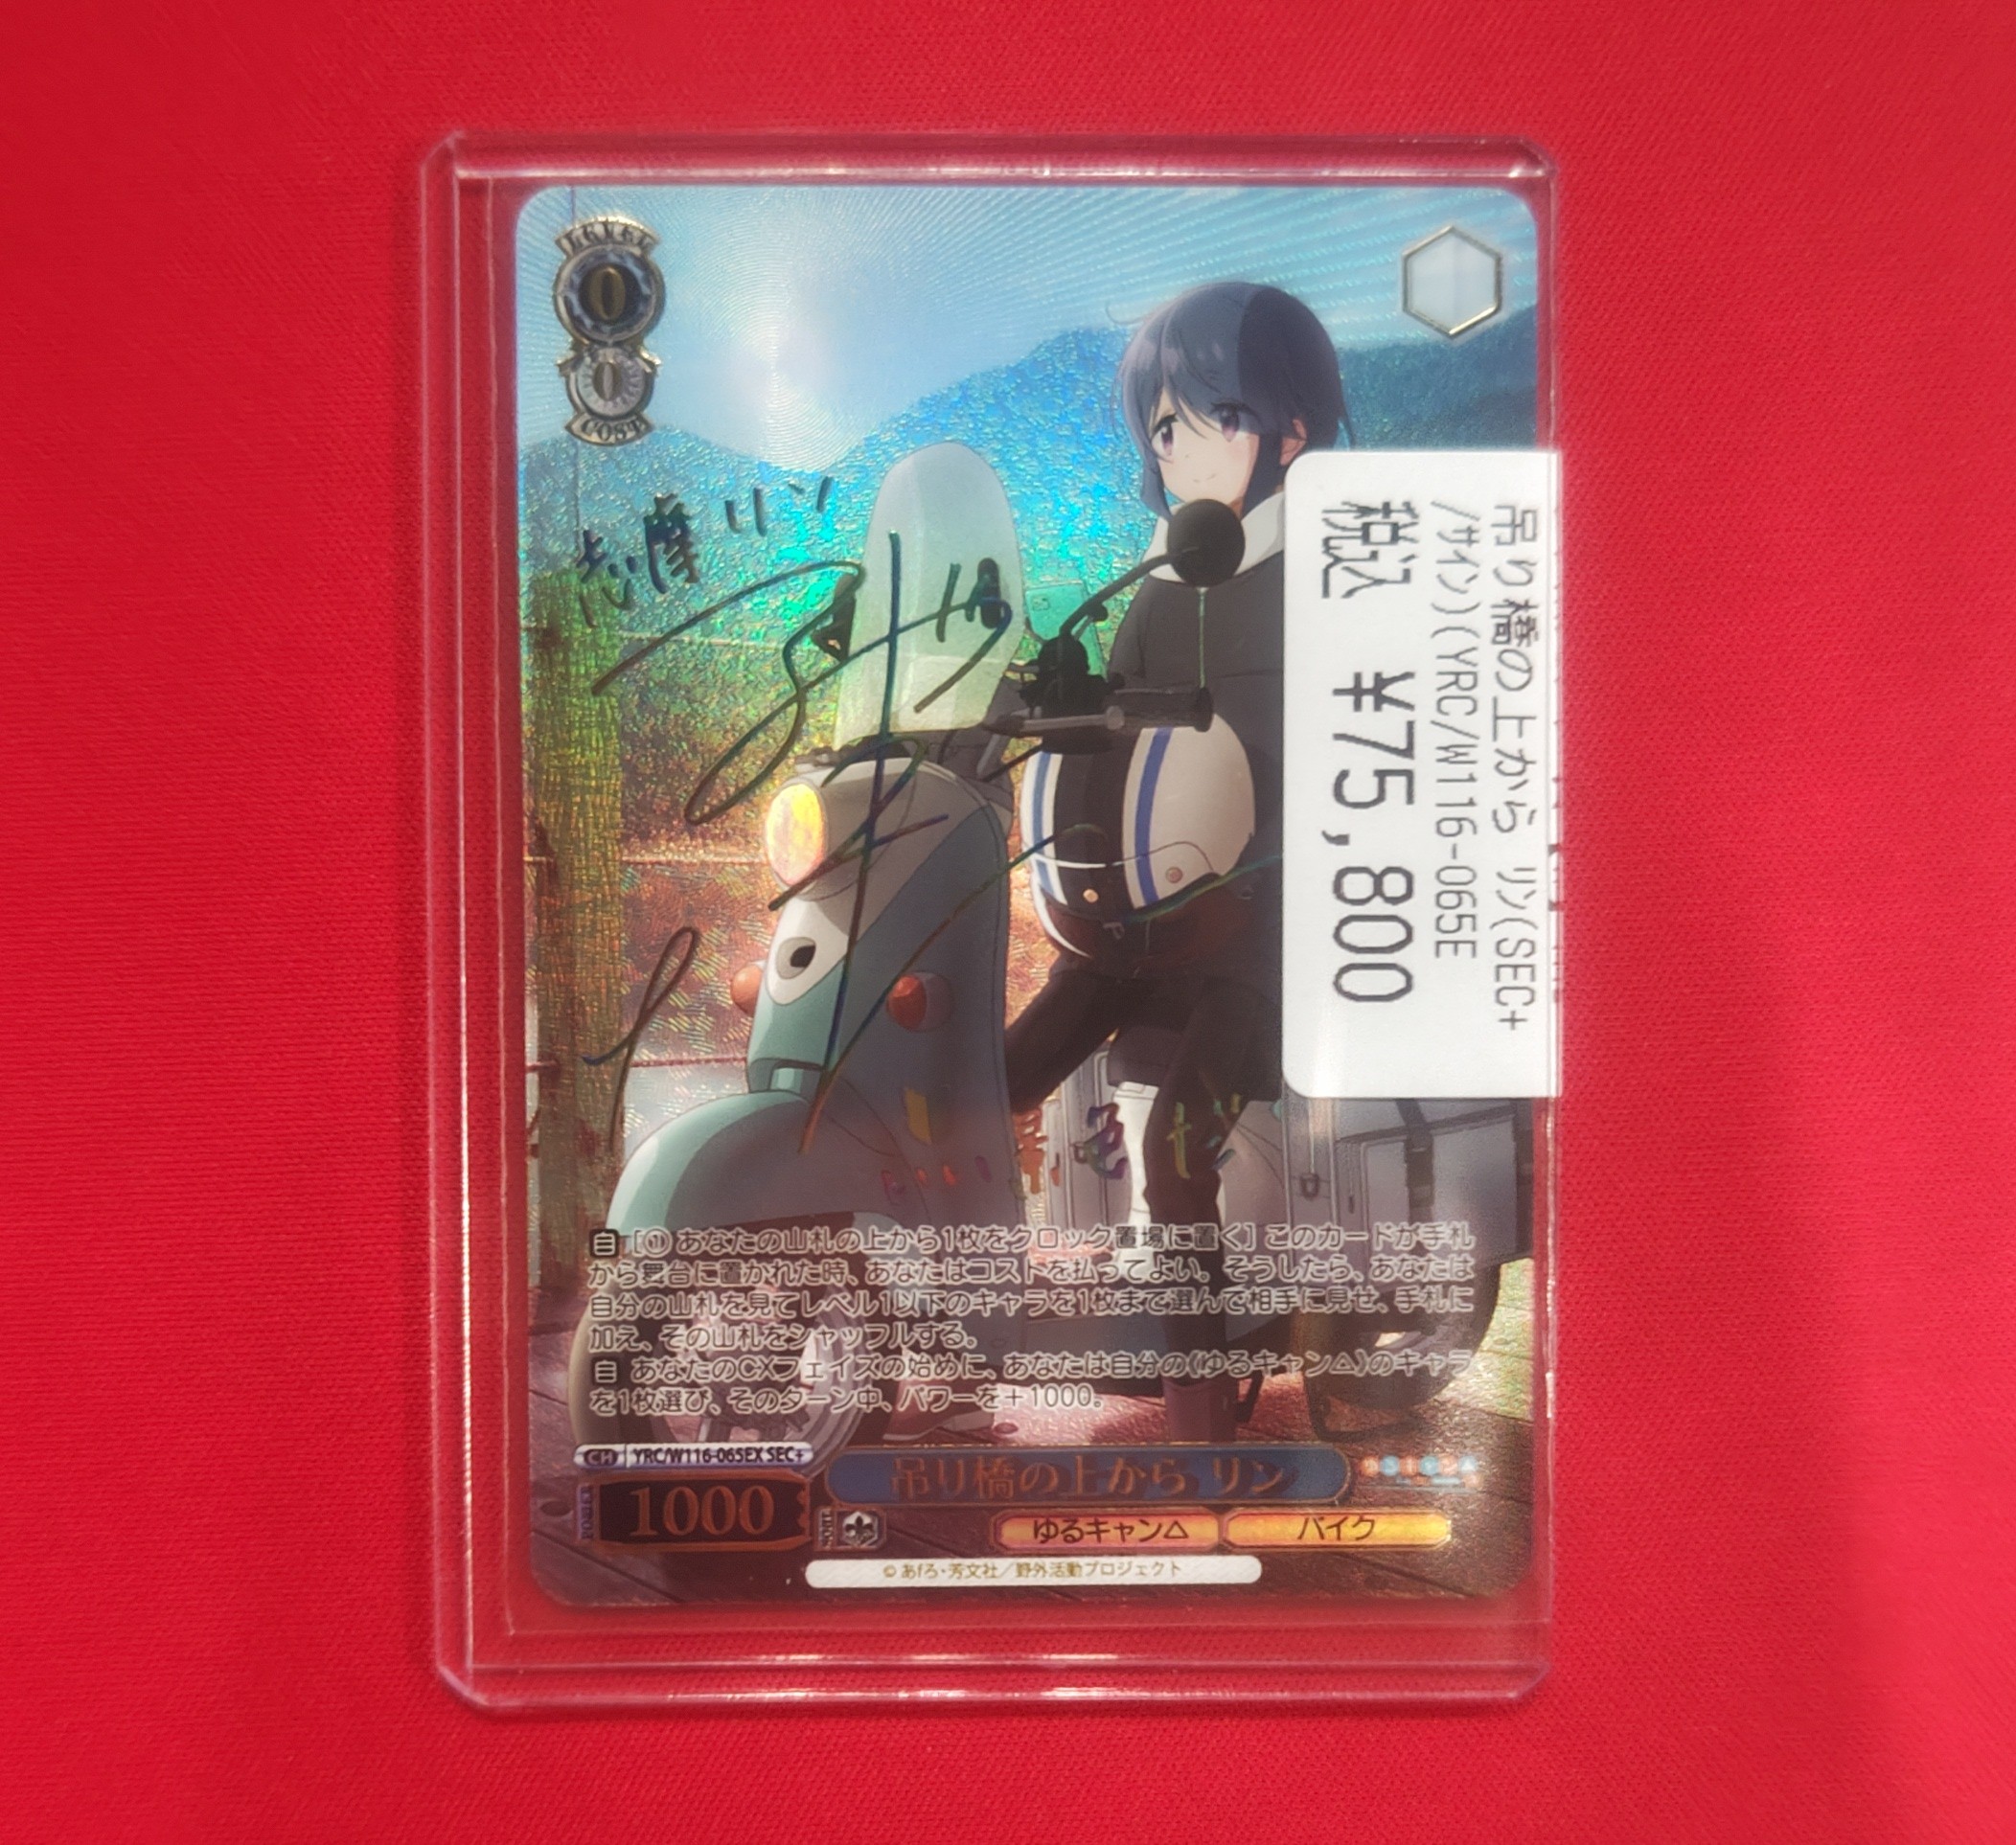 LEVEL
0
0
COST
志摩リン
吊り橋の上から リン(SEC+
/サイン)(YRC/W116-065E
税込 ¥75,800
いい景色だ
自［① あなたの山札の上から1枚をクロック置場に置く］このカードが手札
から舞台に置かれた時、あなたはコストを払ってよい。そうしたら、あなたは
自分の山札を見てレベル1以下のキャラを1枚まで選んで相手に見せ、手札に
加え、その山札をシャッフルする。
自 あなたのCXフェイズの始めに、あなたは自分の《ゆるキャン△》のキャラ
を1枚選び、そのターン中、パワーを＋1000。
CH YRC/W116-065EX SEC+
吊り橋の上から リン
1000
ゆるキャン△
バイク
© あfろ・芳文社／野外活動プロジェクト